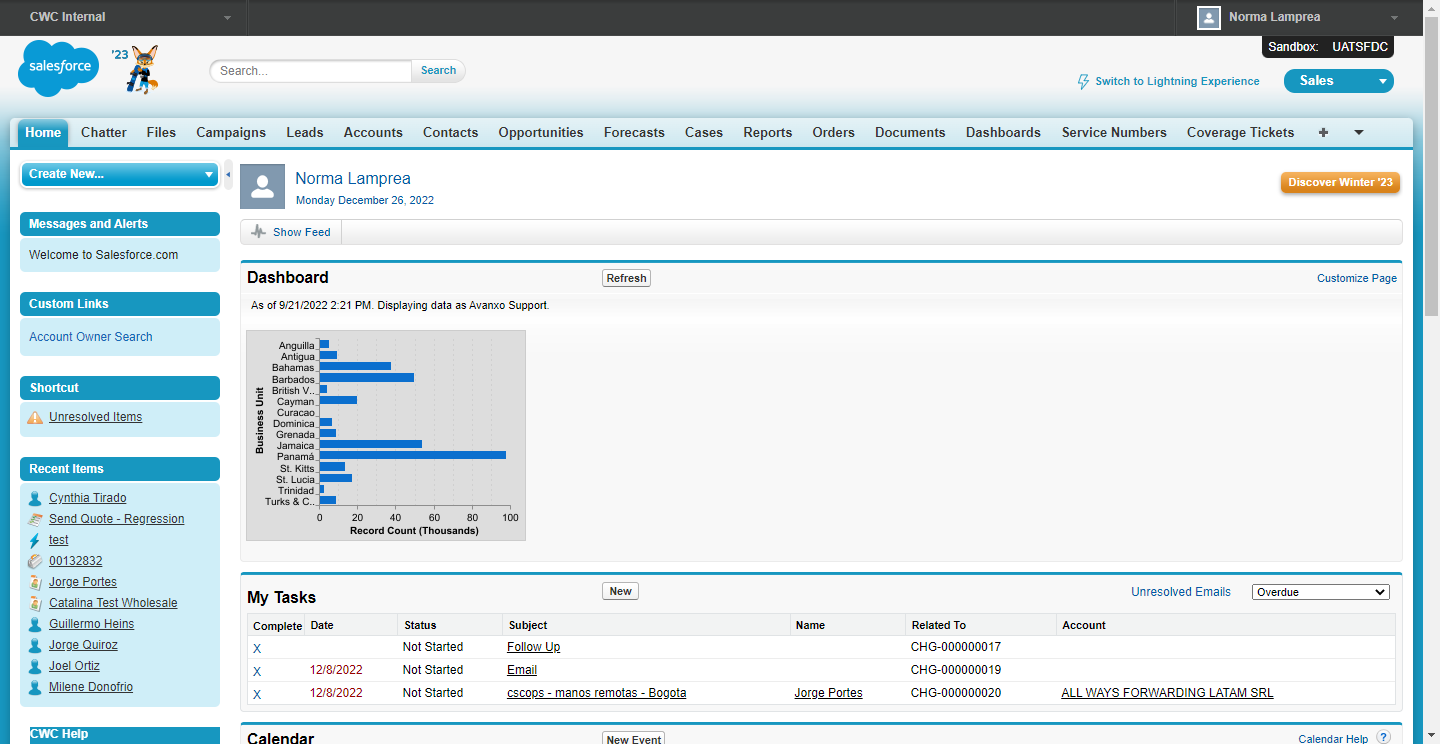 CWC Internal
Norma Lamprea
Sandbox: UATSFDC
salesforce
'23
Search...
Search
Switch to Lightning Experience
Sales
Home Chatter Files Campaigns Leads Accounts Contacts Opportunities Forecasts Cases Reports Orders Documents Dashboards Service Numbers Coverage Tickets +
Create New...
Messages and Alerts
Welcome to Salesforce.com
Custom Links
Account Owner Search
Shortcut
Unresolved Items
Recent Items
Cynthia Tirado
Send Quote - Regression
test
00132832
Jorge Portes
Catalina Test Wholesale
Guillermo Heins
Jorge Quiroz
Joel Ortiz
Milene Donofrio
CWC Help
Norma Lamprea
Monday December 26, 2022
Discover Winter '23
Show Feed
Dashboard
Refresh
Customize Page
As of 9/21/2022 2:21 PM. Displaying data as Avanxo Support.
Business Unit
Anguilla
Antigua
Bahamas
Barbados
British V..
Cayman
Curacao
Dominica
Grenada
Jamaica
Panamá
St. Kitts
St. Lucia
Trinidad
Turks & C..
0 20 40 60 80 100
Record Count (Thousands)
My Tasks
New
Unresolved Emails
Overdue
Complete Date Status Subject Name Related To Account
X Not Started Follow Up CHG-000000017
X 12/8/2022 Not Started Email CHG-000000019
X 12/8/2022 Not Started cscops - manos remotas - Bogota Jorge Portes CHG-000000020 ALL WAYS FORWARDING LATAM SRL
Calendar
New Event
Calendar Help ?